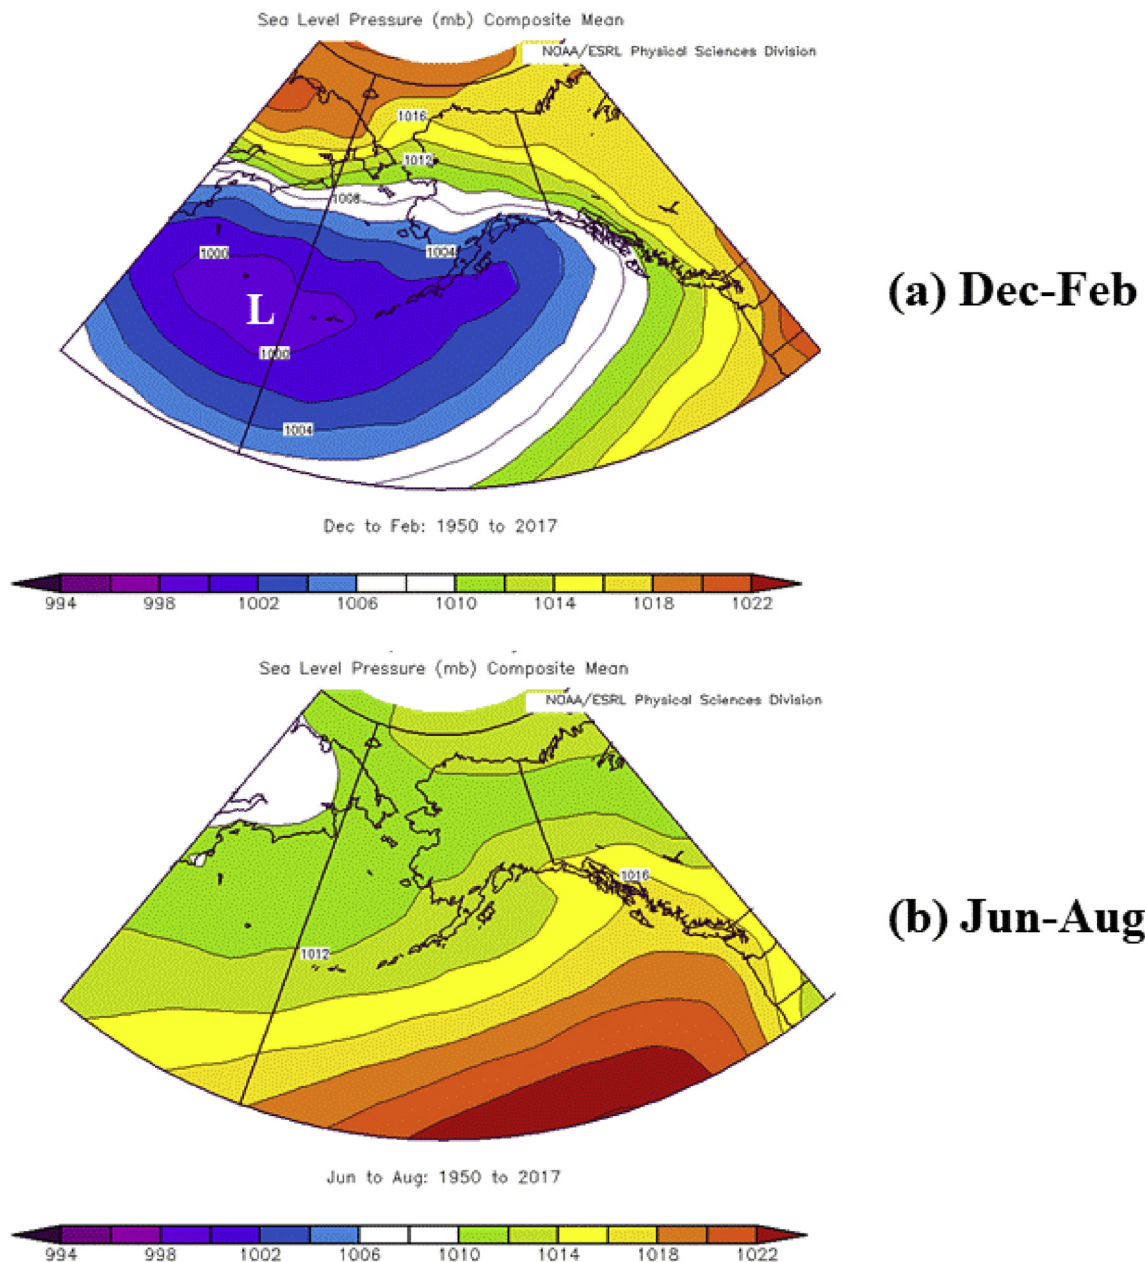 Sea Level Pressure (mb) Composite Mean
NOAA/ESRL Physical Sciences Division
1016
1012
1008
1004
1000
L
1000
1004
(a) Dec-Feb
Dec to Feb: 1950 to 2017
994 998 1002 1006 1010 1014 1018 1022
Sea Level Pressure (mb) Composite Mean
NOAA/ESRL Physical Sciences Division
1016
1012
(b) Jun-Aug
Jun to Aug: 1950 to 2017
994 998 1002 1006 1010 1014 1018 1022